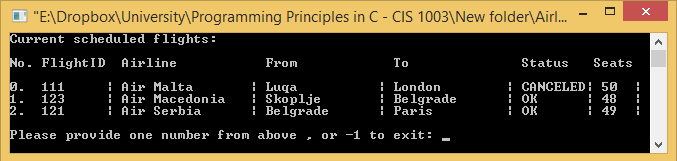 "E:\Dropbox\University\Programming Principles in C - CIS 1003\New folder\Airl...
Current scheduled flights:
No. FlightID Airline From To Status Seats
0. 111 | Air Malta | Luqa | London | CANCELED| 50 |
1. 123 | Air Macedonia | Skoplje | Belgrade | OK | 48 |
2. 121 | Air Serbia | Belgrade | Paris | OK | 49 |
Please provide one number from above , or -1 to exit: _